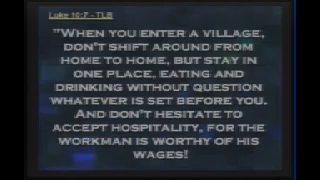 Luke 10:7 - TLB
"When you enter a village,
don't shift around from
home to home, but stay in
one place, eating and
drinking without question
whatever is set before you.
And don't hesitate to
accept hospitality, for the
workman is worthy of his
wages!